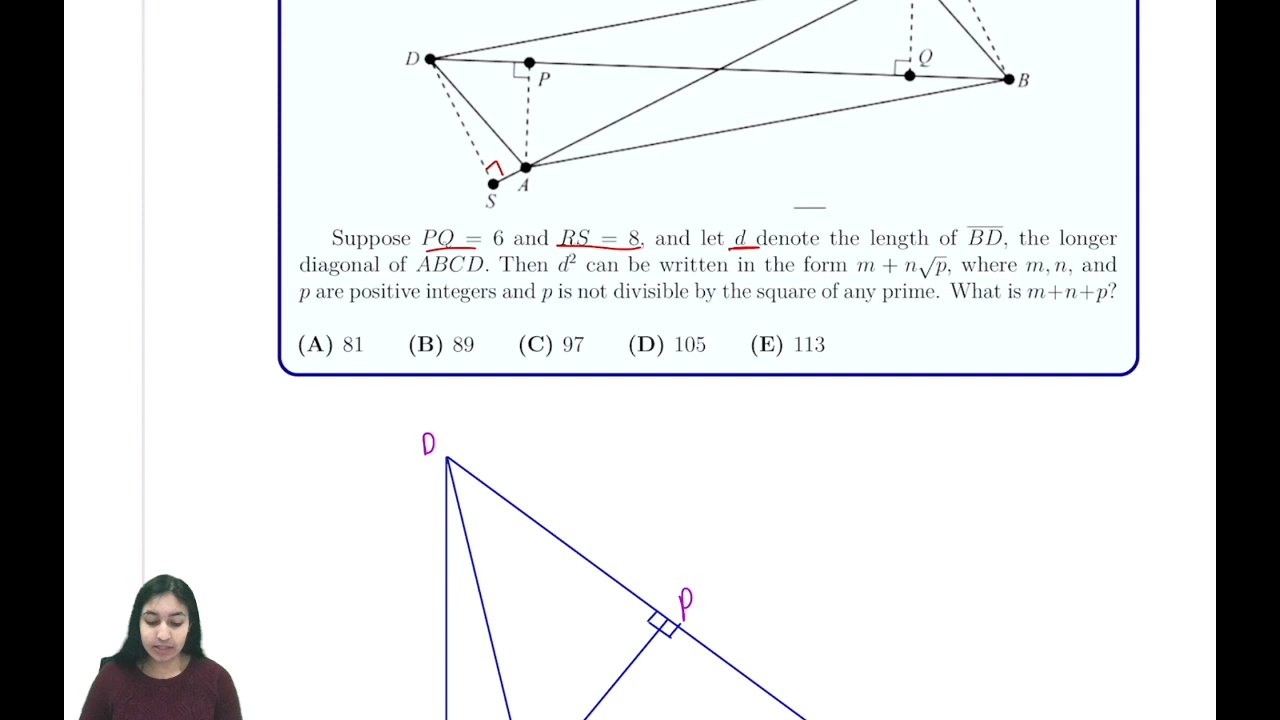 Q
D
P
B
A
S
Suppose PQ = 6 and RS = 8, and let d denote the length of BD, the longer
diagonal of ABCD. Then d² can be written in the form m + n√p, where m, n, and
p are positive integers and p is not divisible by the square of any prime. What is m+n+p?
(A) 81 (B) 89 (C) 97 (D) 105 (E) 113
D
P